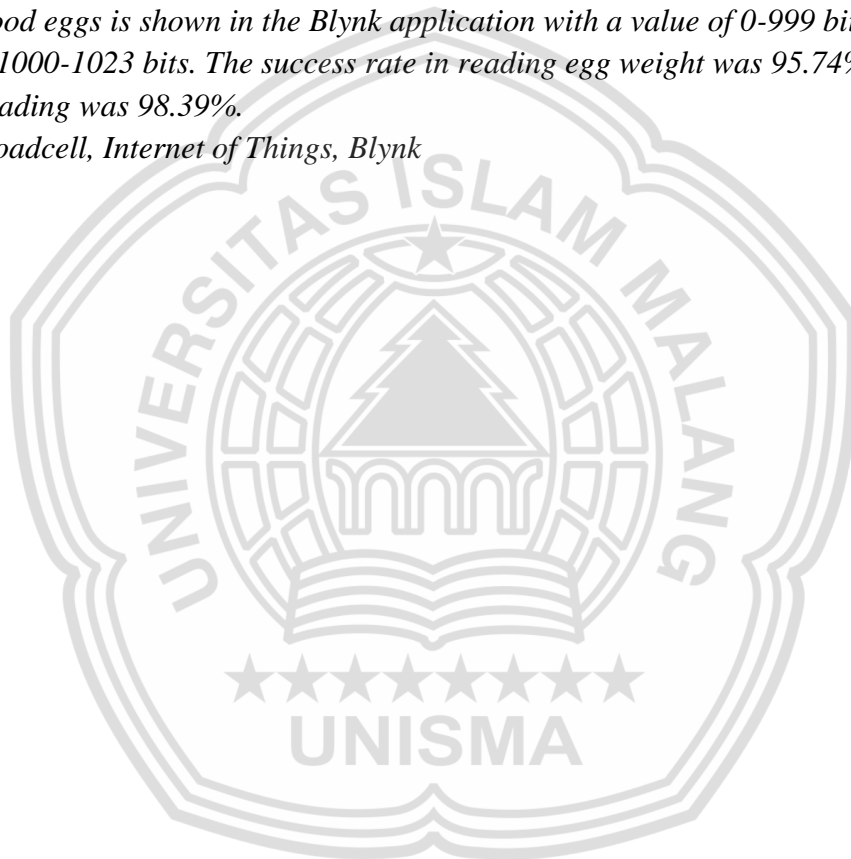 ood eggs is shown in the Blynk application with a value of 0-999 bit
1000-1023 bits. The success rate in reading egg weight was 95.74%
ading was 98.39%.
oadcell, Internet of Things, Blynk
UNIVERSITAS ISLAM MALANG
UNISMA